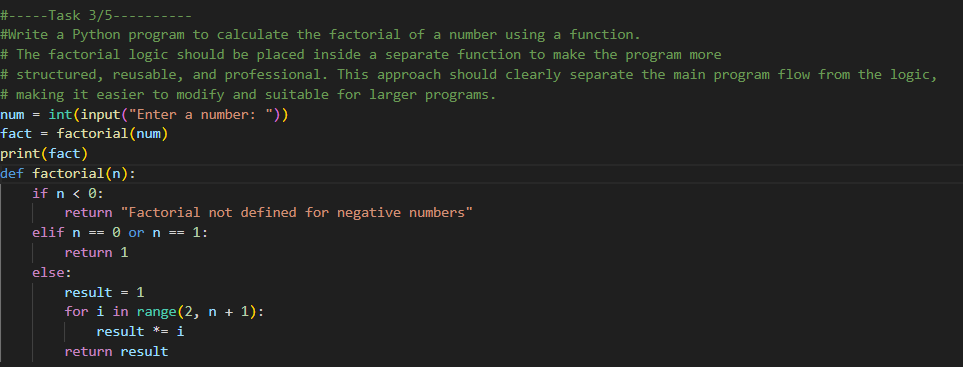 #-----Task 3/5----------
#Write a Python program to calculate the factorial of a number using a function.
# The factorial logic should be placed inside a separate function to make the program more
# structured, reusable, and professional. This approach should clearly separate the main program flow from the logic,
# making it easier to modify and suitable for larger programs.
num = int(input("Enter a number: "))
fact = factorial(num)
print(fact)
def factorial(n):
    if n < 0:
        return "Factorial not defined for negative numbers"
    elif n == 0 or n == 1:
        return 1
    else:
        result = 1
        for i in range(2, n + 1):
            result *= i
        return result